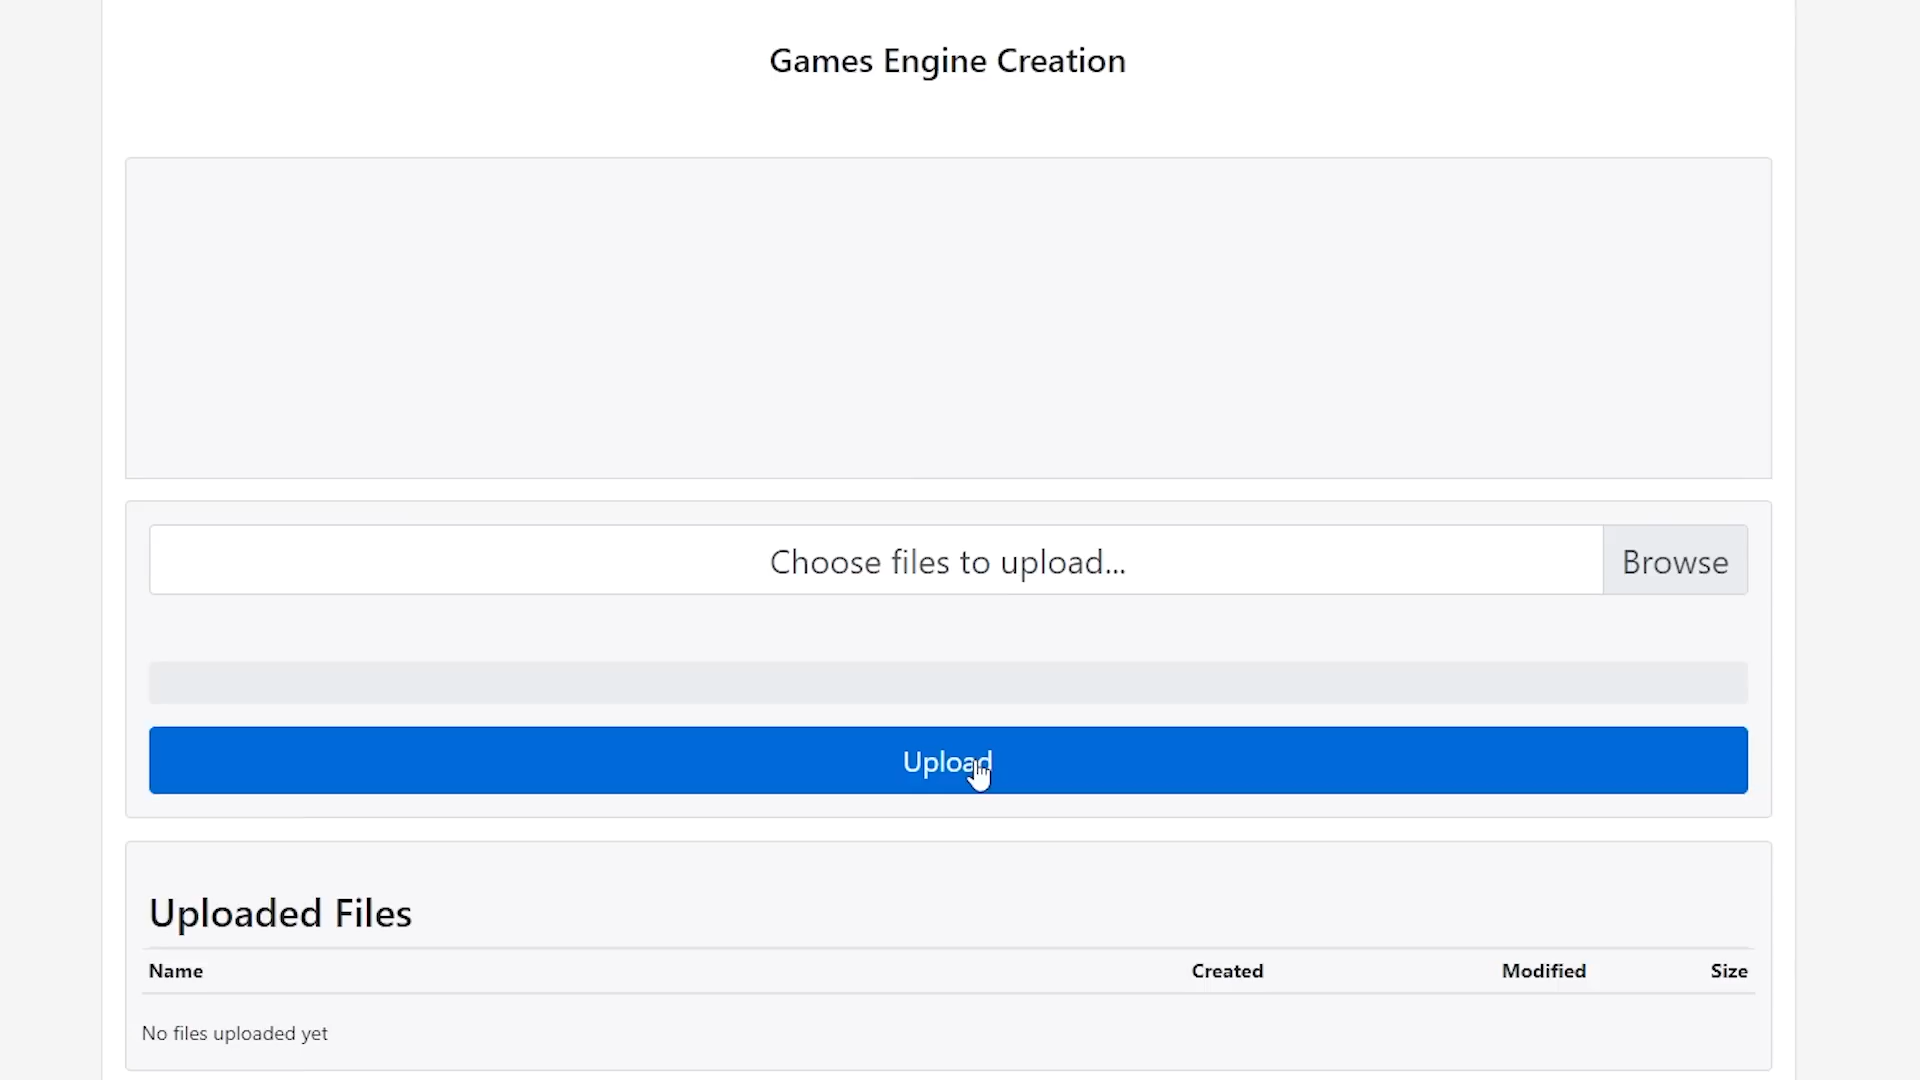 Games Engine Creation
Choose files to upload...
Browse
Upload
Uploaded Files
Name Created Modified Size
No files uploaded yet